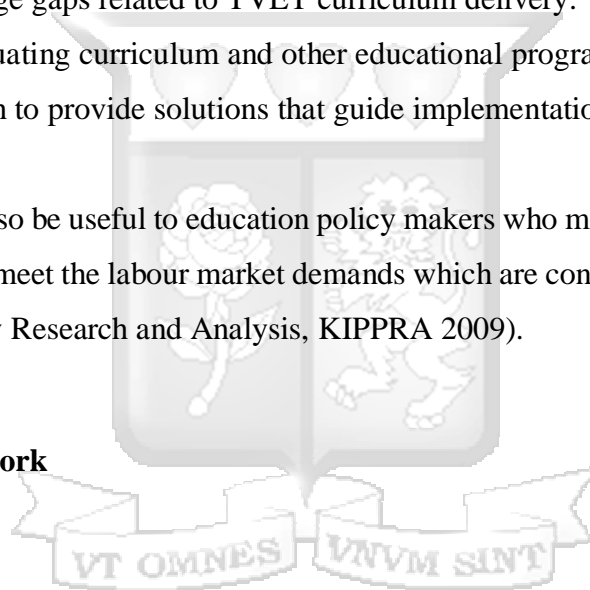 ge gaps related to TVET curriculum delivery.
uating curriculum and other educational progra
n to provide solutions that guide implementatio
so be useful to education policy makers who m
meet the labour market demands which are con
Research and Analysis, KIPPRA 2009).
ork
VT OMNES VNVM SINT